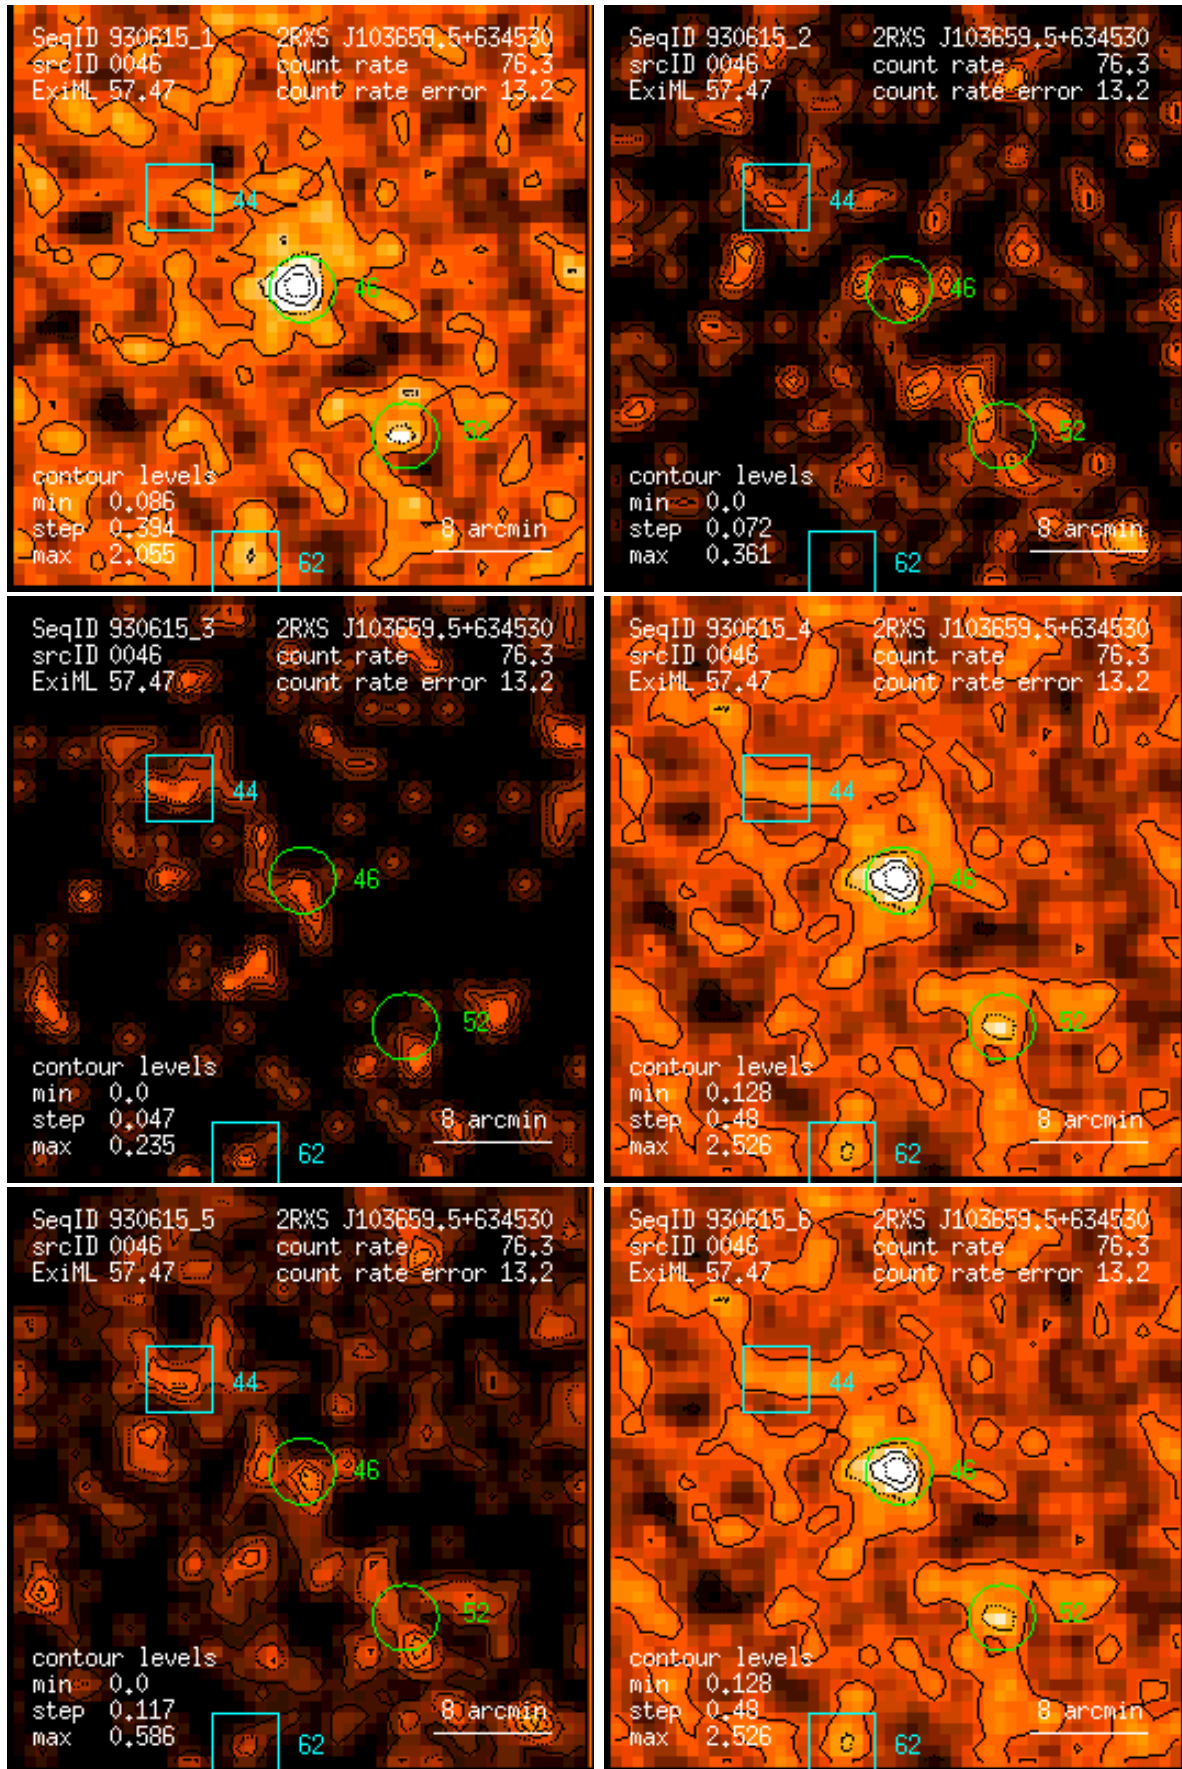 SeqID 930615_1 2RXS J103659.5+634530
srcID 0046 count rate 76.3
ExiML 57.47 count rate error 13.2
44
46
52
contour levels
min 0.086
step 0.394 8 arcmin
max 2.055 62
SeqID 930615_2 2RXS J103659.5+634530
srcID 0046 count rate 76.3
ExiML 57.47 count rate error 13.2
44
46
52
contour levels
min 0.0
step 0.072 8 arcmin
max 0.361 62
SeqID 930615_3 2RXS J103659.5+634530
srcID 0046 count rate 76.3
ExiML 57.47 count rate error 13.2
44
46
52
contour levels
min 0.0
step 0.047 8 arcmin
max 0.235 62
SeqID 930615_4 2RXS J103659.5+634530
srcID 0046 count rate 76.3
ExiML 57.47 count rate error 13.2
44
46
52
contour levels
min 0.128
step 0.48 8 arcmin
max 2.526 62
SeqID 930615_5 2RXS J103659.5+634530
srcID 0046 count rate 76.3
ExiML 57.47 count rate error 13.2
44
46
52
contour levels
min 0.0
step 0.117 8 arcmin
max 0.586 62
SeqID 930615_6 2RXS J103659.5+634530
srcID 0046 count rate 76.3
ExiML 57.47 count rate error 13.2
44
46
52
contour levels
min 0.128
step 0.48 8 arcmin
max 2.526 62